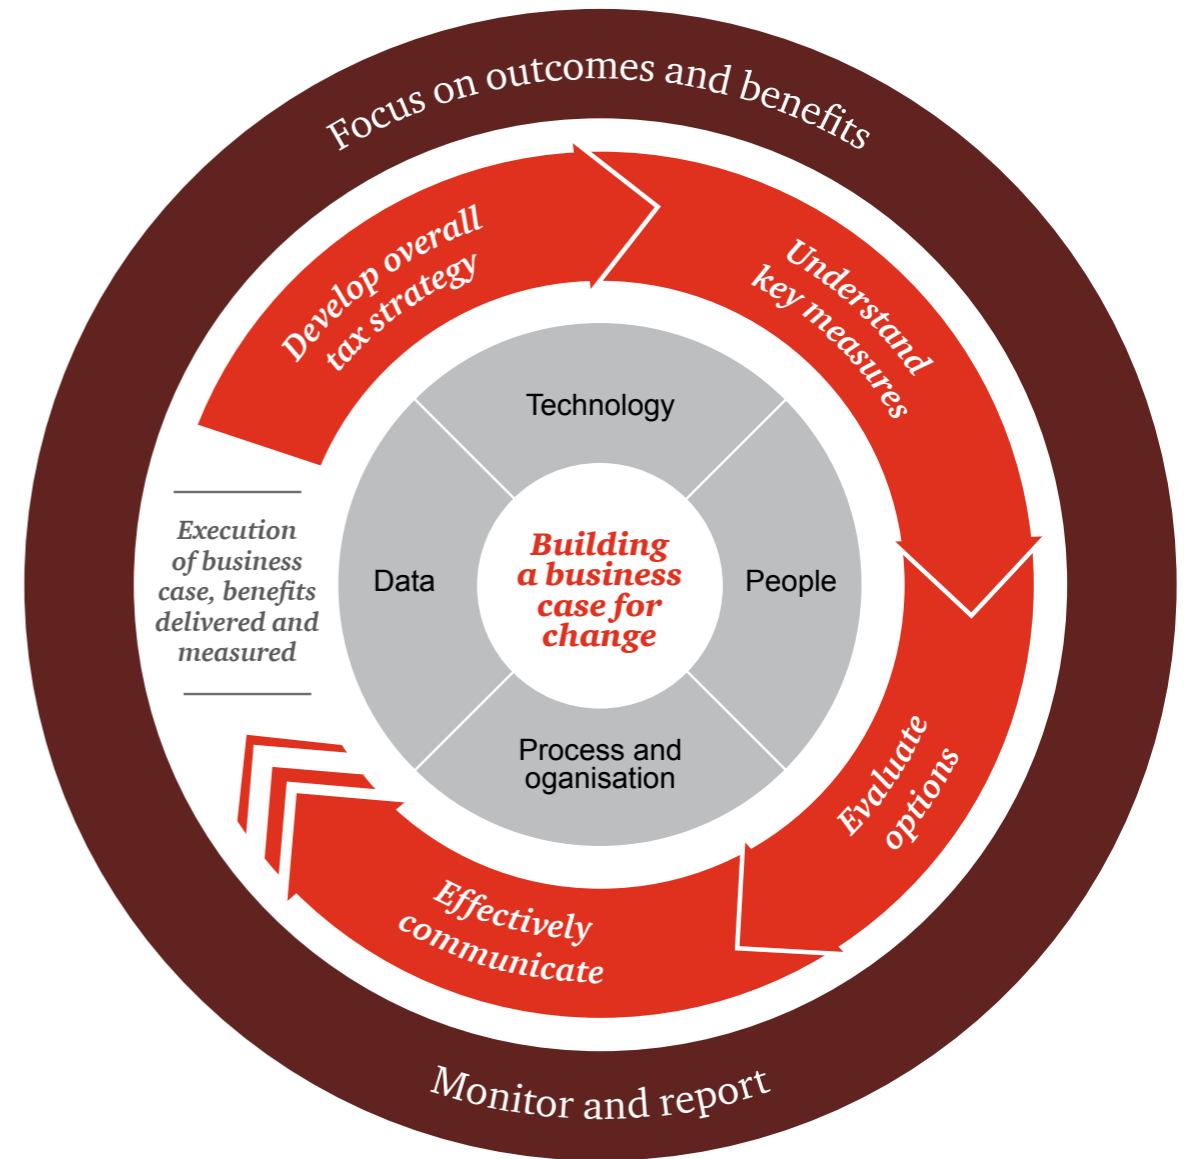 Focus on outcomes and benefits
Develop overall
tax strategy
Understand
key measures
Technology
Execution
of business
case, benefits
delivered and
measured
Data
Building
a business
case for
change
People
Process and
oganisation
Evaluate
options
Effectively
communicate
Monitor and report